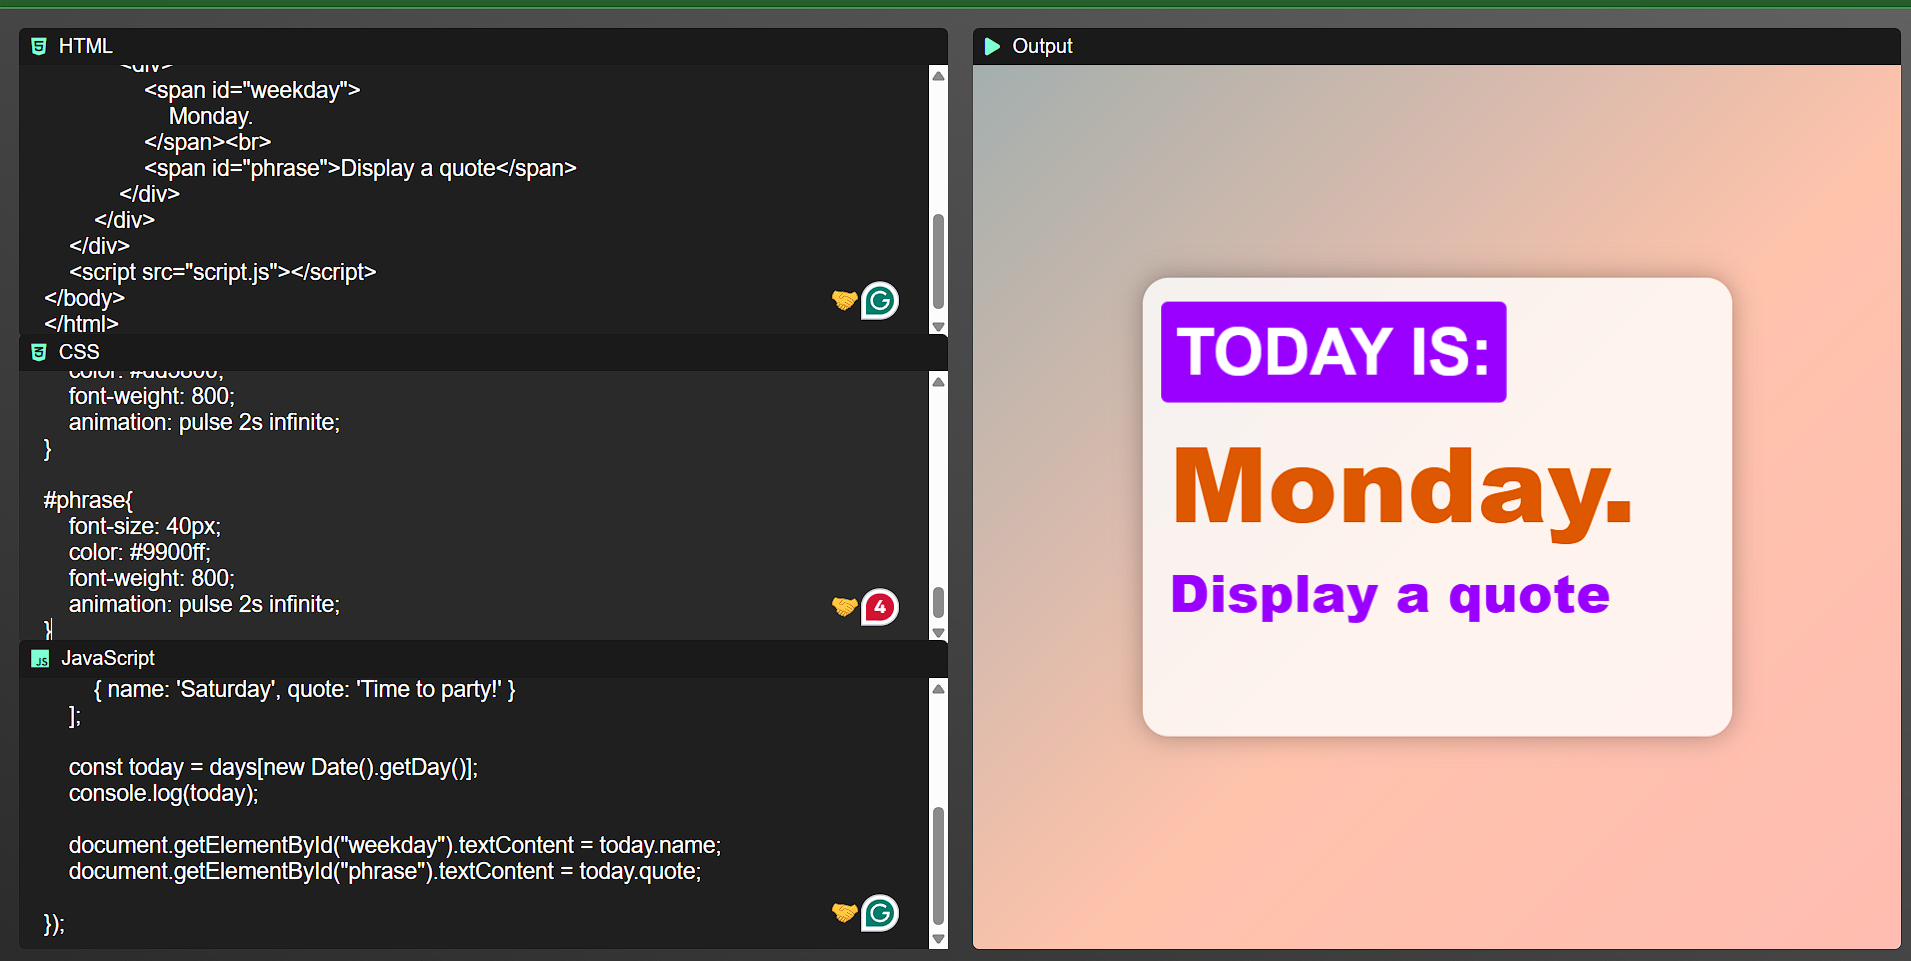 HTML
<div>
<span id="weekday">
Monday.
</span><br>
<span id="phrase">Display a quote</span>
</div>
</div>
</div>
<script src="script.js"></script>
</body>
</html>
CSS
font-weight: 800;
animation: pulse 2s infinite;
}
#phrase{
font-size: 40px;
color: #9900ff;
font-weight: 800;
animation: pulse 2s infinite;
}
4
JS JavaScript
{ name: 'Saturday', quote: 'Time to party!' }
];
const today = days[new Date().getDay()];
console.log(today);
document.getElementById("weekday").textContent = today.name;
document.getElementById("phrase").textContent = today.quote;
});
Output
TODAY IS:
Monday.
Display a quote